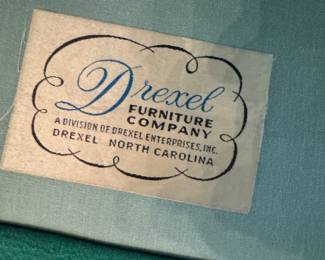 Drexel
FURNITURE
COMPANY
A DIVISION OF DREXEL ENTERPRISES, INC.
DREXEL NORTH CAROLINA